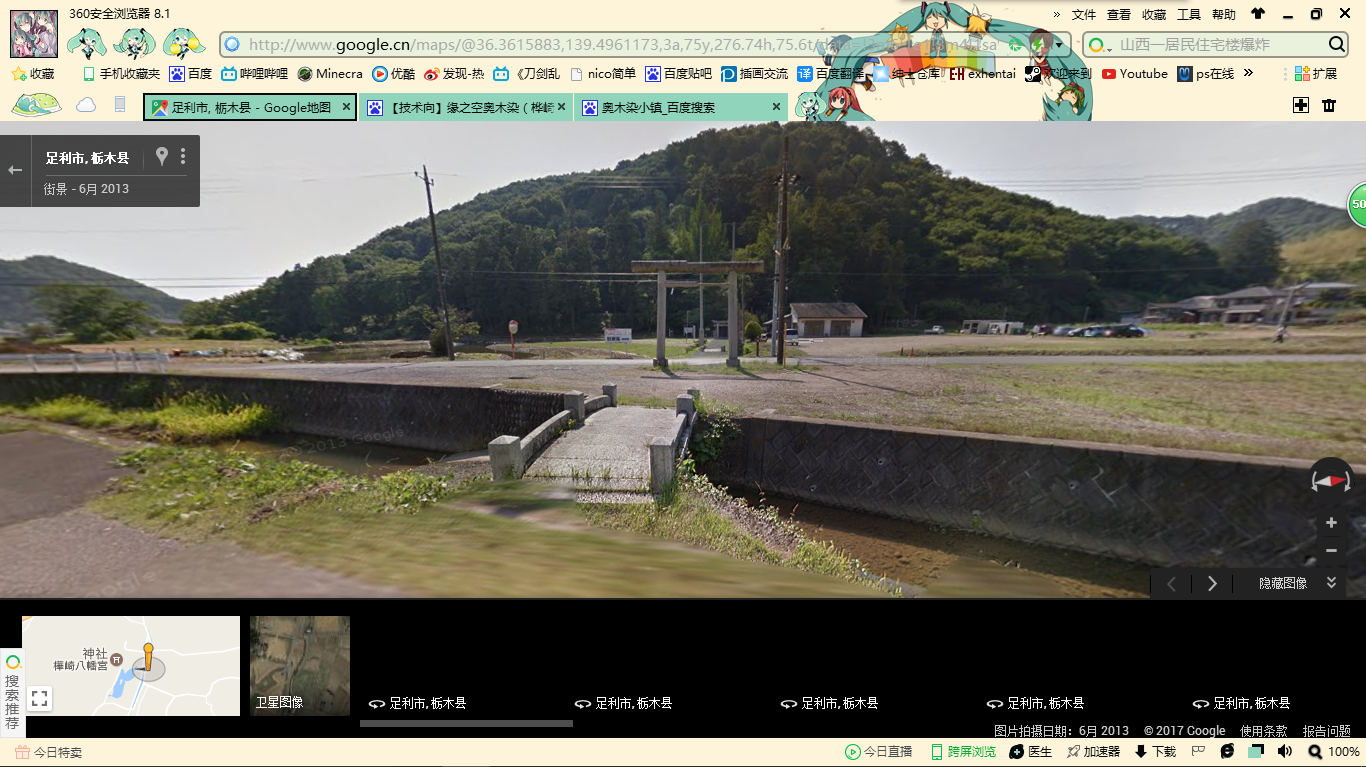 360安全浏览器 8.1
» 文件 查看 收藏 工具 帮助
http://www.google.cn/maps/@36.3615883,139.4961173,3a,75y,276.74h,75.6t/
山西一居民住宅楼爆炸
收藏 手机收藏夹 百度 哔哩哔哩 Minecra 优酷 发现-热 《刀剑乱 nico简单 百度贴吧 插画交流 百度翻译 绅士仓库 exhentai 欢迎来到 Youtube ps在线 » 扩展
足利市, 栃木县 - Google地图 【技术向】缘之空奥木染（桦崎 奥木染小镇_百度搜索
足利市, 栃木县
街景 - 6月 2013
50
© 2013 Google
隐藏图像
神社
樺崎八幡宮
卫星图像
足利市, 栃木县 足利市, 栃木县 足利市, 栃木县 足利市, 栃木县 足利市, 栃木县
搜索推荐
图片拍摄日期：6月 2013 © 2017 Google 使用条款 报告问题
今日特卖 今日直播 跨屏浏览 医生 加速器 下载 100%